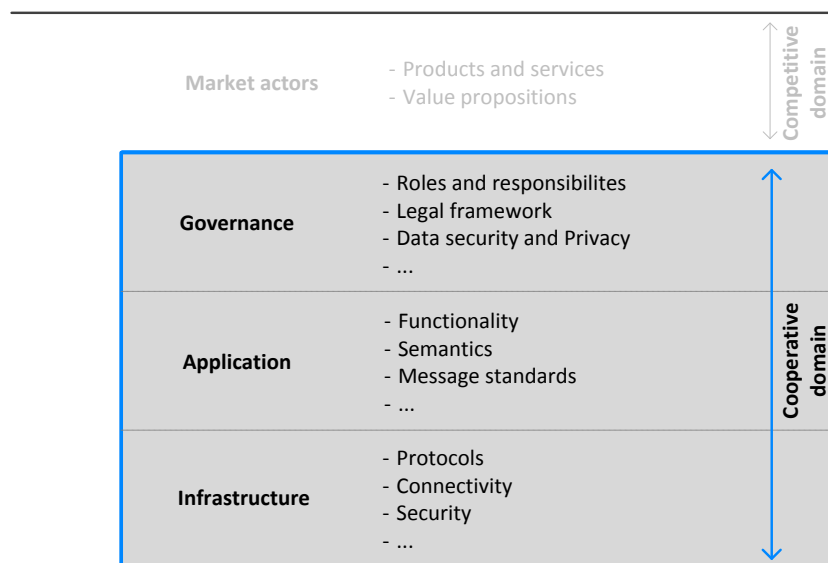 Market actors
- Products and services
- Value propositions
Competitive
domain
Governance
- Roles and responsibilites
- Legal framework
- Data security and Privacy
- ...
Application
- Functionality
- Semantics
- Message standards
- ...
Cooperative
domain
Infrastructure
- Protocols
- Connectivity
- Security
- ...